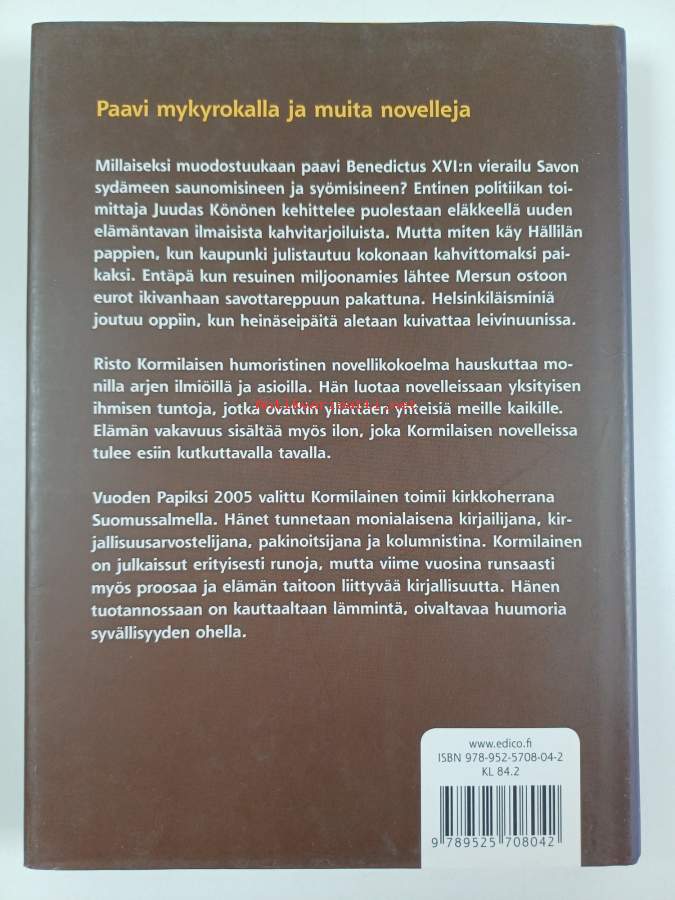 Paavi mykyrokalla ja muita novelleja
Millaiseksi muodostuukaan paavi Benedictus XVI:n vierailu Savon
sydämeen saunomisineen ja syömisineen? Entinen politiikan toi-
mittaja Juudas Könönen kehittelee puolestaan eläkkeellä uuden
elämäntavan ilmaisista kahvitarjoiluista. Mutta miten käy Hällilän
pappien, kun kaupunki julistautuu kokonaan kahvittomaksi pai-
kaksi. Entäpä kun resuinen miljoonamies lähtee Mersun ostoon
eurot ikivanhaan savottareppuun pakattuna. Helsinkiläisminiä
joutuu oppiin, kun heinäseipäitä aletaan kuivattaa leivinuunissa.
Risto Kormilaisen humoristinen novellikokoelma hauskuttaa mo-
nilla arjen ilmiöillä ja asioilla. Hän luotaa novelleissaan yksityisen
ihmisen tuntoja, jotka ovatkin yllättäen yhteisiä meille kaikille.
Elämän vakavuus sisältää myös ilon, joka Kormilaisen novelleissa
tulee esiin kutkuttavalla tavalla.
Vuoden Papiksi 2005 valittu Kormilainen toimii kirkkoherrana
Suomussalmella. Hänet tunnetaan monialaisena kirjailijana, kir-
jallisuusarvostelijana, pakinoitsijana ja kolumnistina. Kormilainen
on julkaissut erityisesti runoja, mutta viime vuosina runsaasti
myös proosaa ja elämän taitoon liittyvää kirjallisuutta. Hänen
tuotannossaan on kauttaaltaan lämmintä, oivaltavaa huumoria
syvällisyyden ohella.
www.edico.fi
ISBN 978-952-5708-04-2
KL 84.2
9 789525 708042